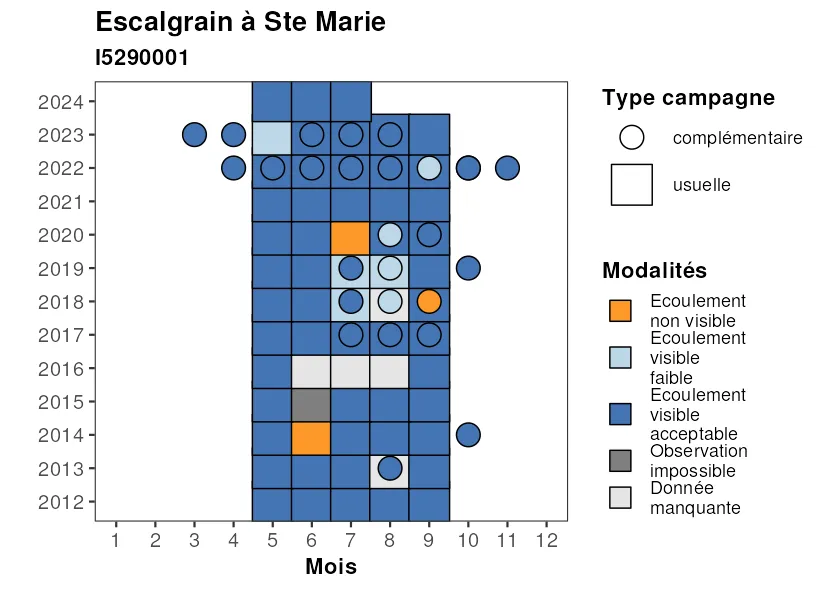 Escalgrain à Ste Marie
I5290001
2024
2023
2022
2021
2020
2019
2018
2017
2016
2015
2014
2013
2012
1 2 3 4 5 6 7 8 9 10 11 12
Mois
Type campagne
complémentaire
usuelle
Modalités
Ecoulement
non visible
Ecoulement
visible
faible
Ecoulement
visible
acceptable
Observation
impossible
Donnée
manquante